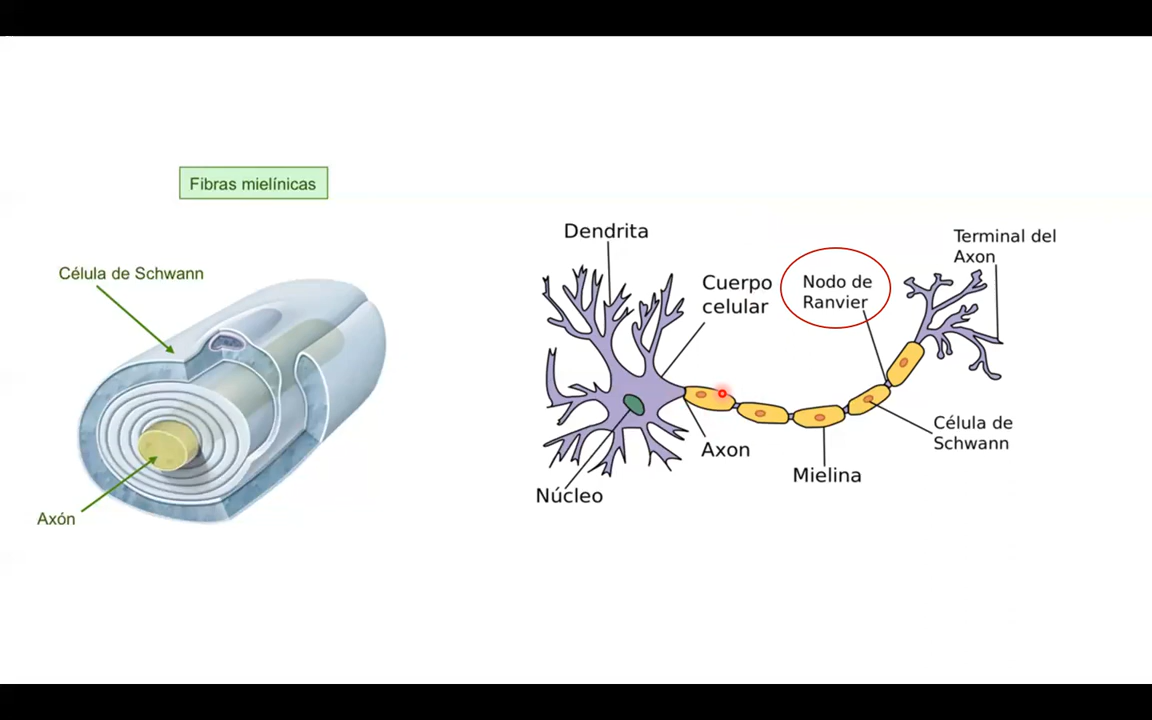 Fibras mielínicas
Célula de Schwann
Axón
Dendrita
Cuerpo
celular
Nodo de
Ranvier
Terminal del
Axon
Célula de
Schwann
Axon
Mielina
Núcleo